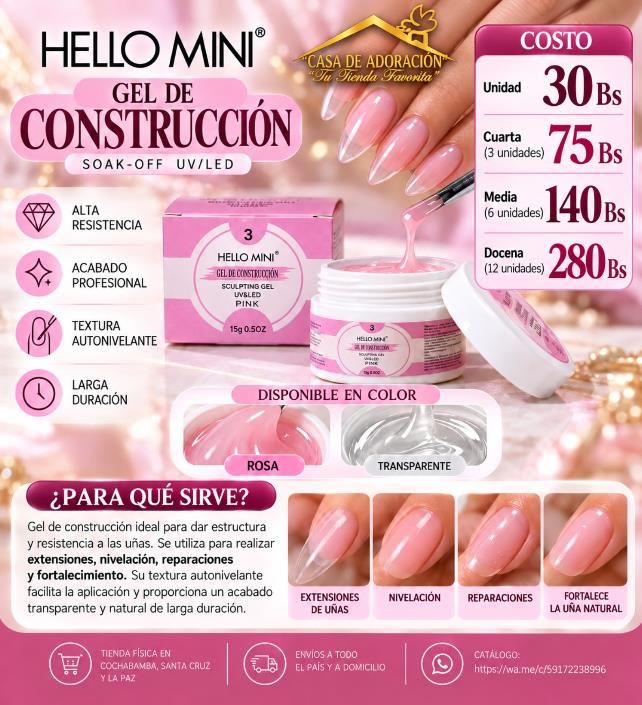 HELLO MINI®
GEL DE
CONSTRUCCIÓN
SOAK-OFF UV/LED
"CASA DE ADORACIÓN"
"Tu Tienda Favorita"
COSTO
Unidad 30 Bs
Cuarta
(3 unidades) 75 Bs
Media
(6 unidades) 140 Bs
Docena
(12 unidades) 280 Bs
ALTA
RESISTENCIA
ACABADO
PROFESIONAL
TEXTURA
AUTONIVELANTE
LARGA
DURACIÓN
3
HELLO MINI®
GEL DE CONSTRUCCIÓN
SCULPTING GEL
UV&LED
PINK
15g 0.5OZ
3
HELLO MINI®
GEL DE CONSTRUCCIÓN
SCULPTING GEL
UV&LED
PINK
15g 0.5OZ
DISPONIBLE EN COLOR
ROSA
TRANSPARENTE
¿PARA QUÉ SIRVE?
Gel de construcción ideal para dar estructura
y resistencia a las uñas. Se utiliza para realizar
extensiones, nivelación, reparaciones
y fortalecimiento. Su textura autonivelante
facilita la aplicación y proporciona un acabado
transparente y natural de larga duración.
EXTENSIONES
DE UÑAS
NIVELACIÓN
REPARACIONES
FORTALECE
LA UÑA NATURAL
TIENDA FÍSICA EN
COCHABAMBA, SANTA CRUZ
Y LA PAZ
ENVÍOS A TODO
EL PAÍS Y A DOMICILIO
CATÁLOGO:
https://wa.me/c/59172238996